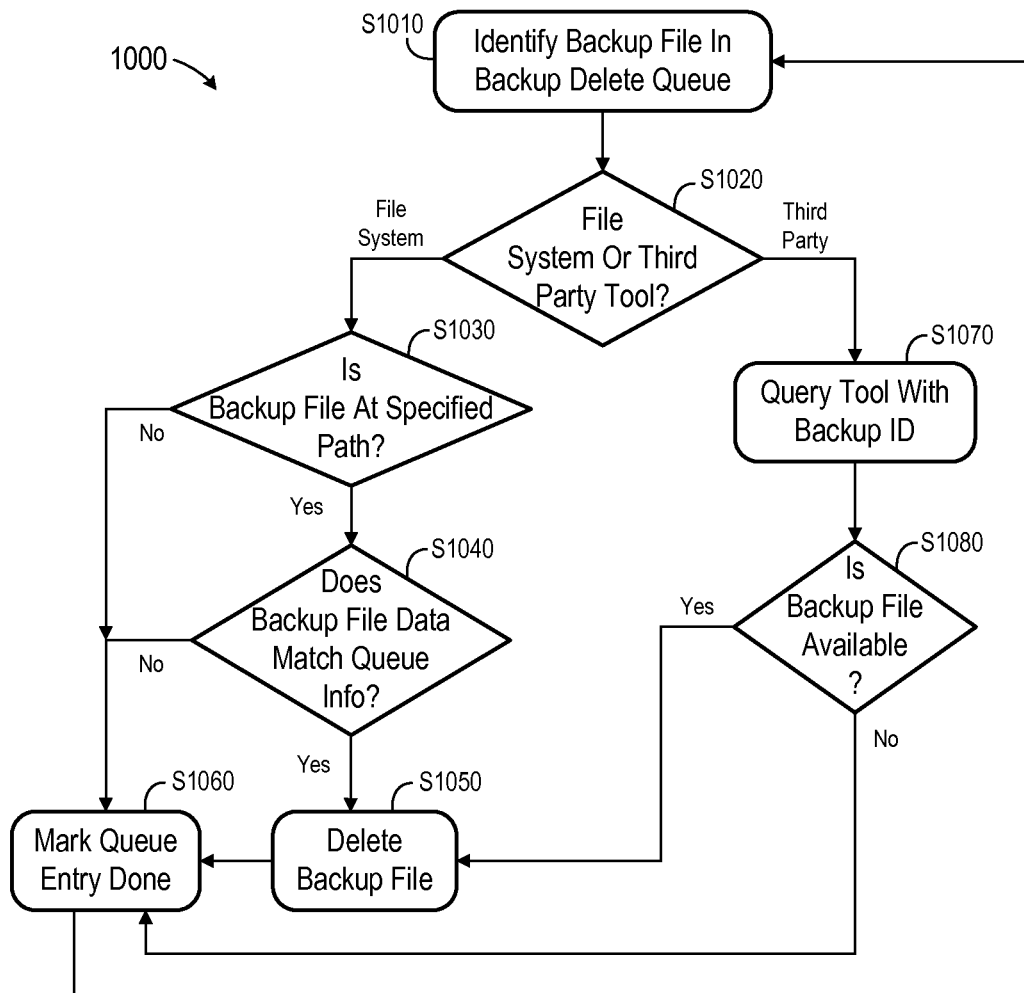 S1010
1000
Identify Backup File In
Backup Delete Queue
S1020
File
System
Third
Party
File
System Or Third
Party Tool?
S1030
S1070
Is
Backup File At Specified
Path?
Query Tool With
Backup ID
No
Yes
S1040
S1080
Does
Backup File Data
Match Queue
Info?
Is
Backup File
Available
?
Yes
No
No
Yes
S1060
S1050
Mark Queue
Entry Done
Delete
Backup File